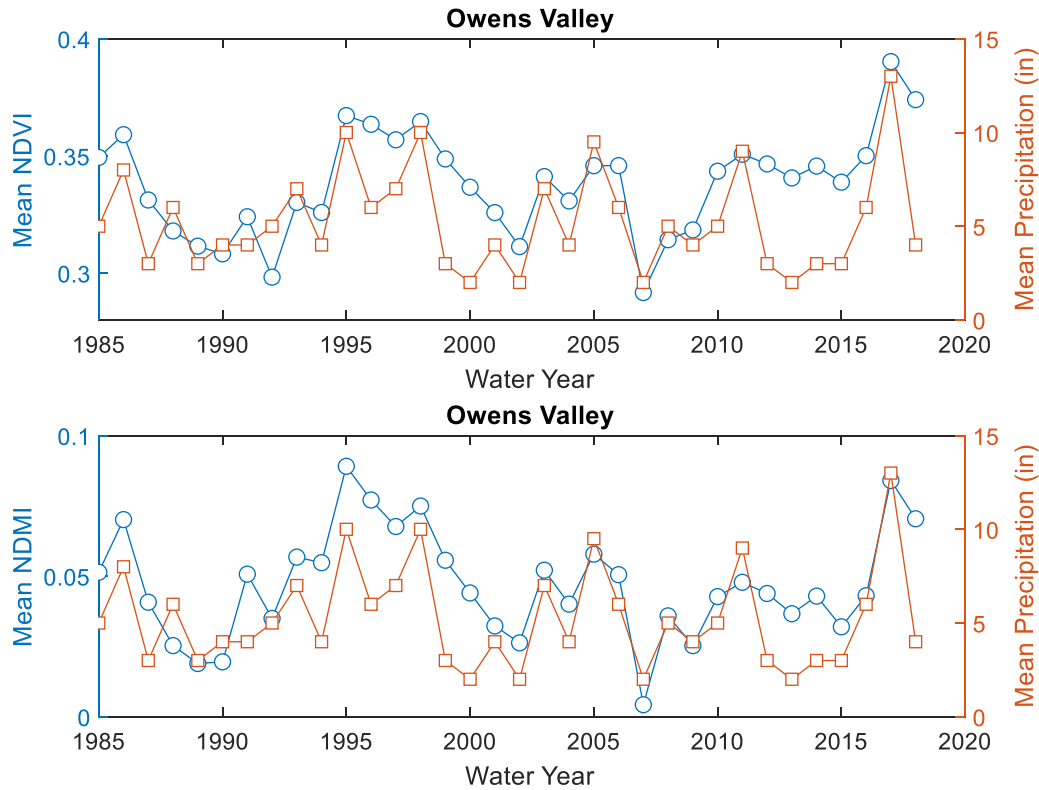 Owens Valley
0.4
0.35
0.3
Mean NDVI
15
10
5
0
Mean Precipitation (in)
1985 1990 1995 2000 2005 2010 2015 2020
Water Year
Owens Valley
0.1
0.05
0
Mean NDMI
15
10
5
0
Mean Precipitation (in)
1985 1990 1995 2000 2005 2010 2015 2020
Water Year